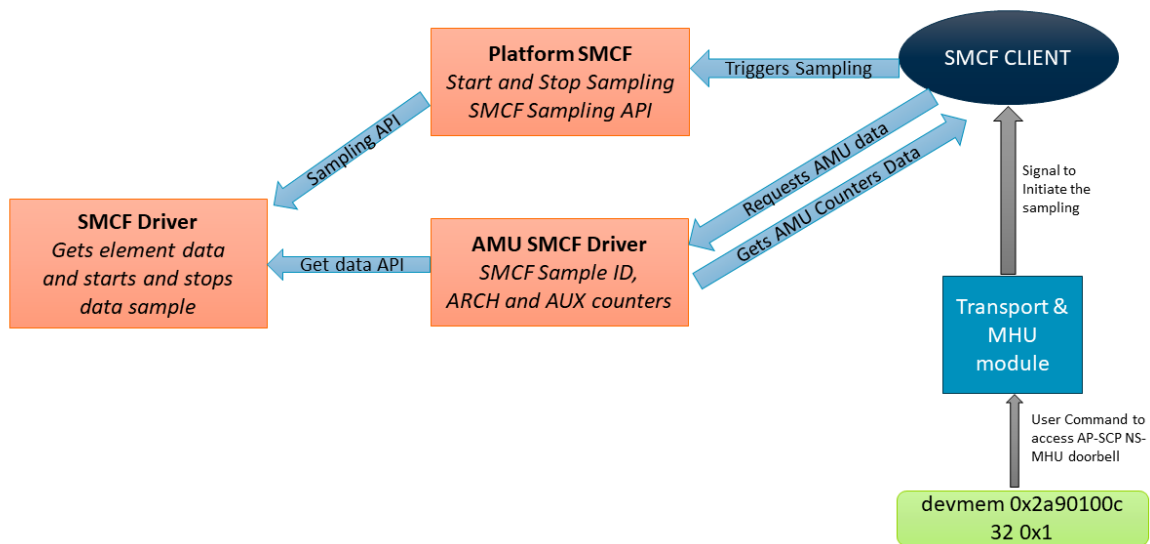 Platform SMCF
Start and Stop Sampling
SMCF Sampling API
Triggers Sampling
SMCF CLIENT
Sampling API
Requests AMU data
Gets AMU Counters Data
Signal to
Initiate the
sampling
SMCF Driver
Gets element data
and starts and stops
data sample
Get data API
AMU SMCF Driver
SMCF Sample ID,
ARCH and AUX counters
Transport &
MHU
module
User Command to
access AP-SCP NS-
MHU doorbell
devmem 0x2a90100c
32 0x1